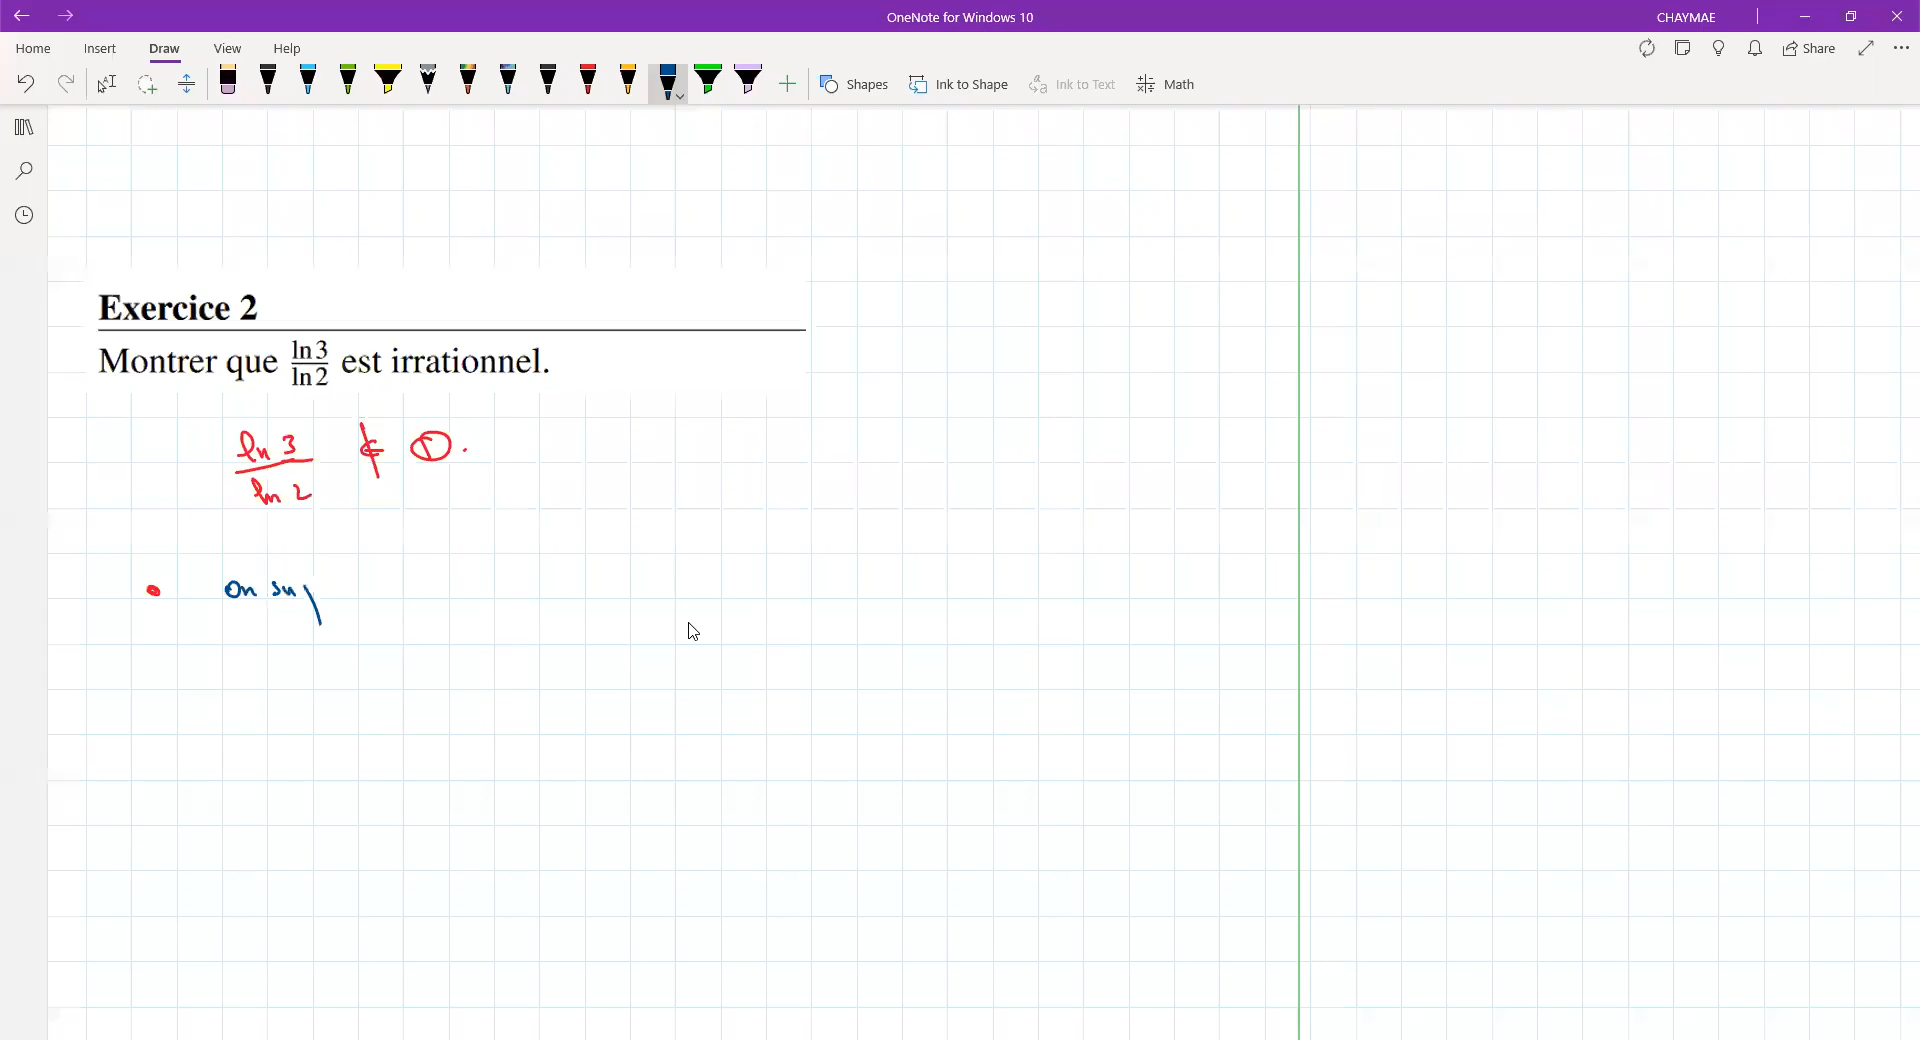 OneNote for Windows 10
CHAYMAE
Home Insert Draw View Help
Share
Shapes Ink to Shape Ink to Text Math
Exercice 2
Montrer que ln3/ln2 est irrationnel.
ln 3 / ln 2 ∉ Q.
• On sup